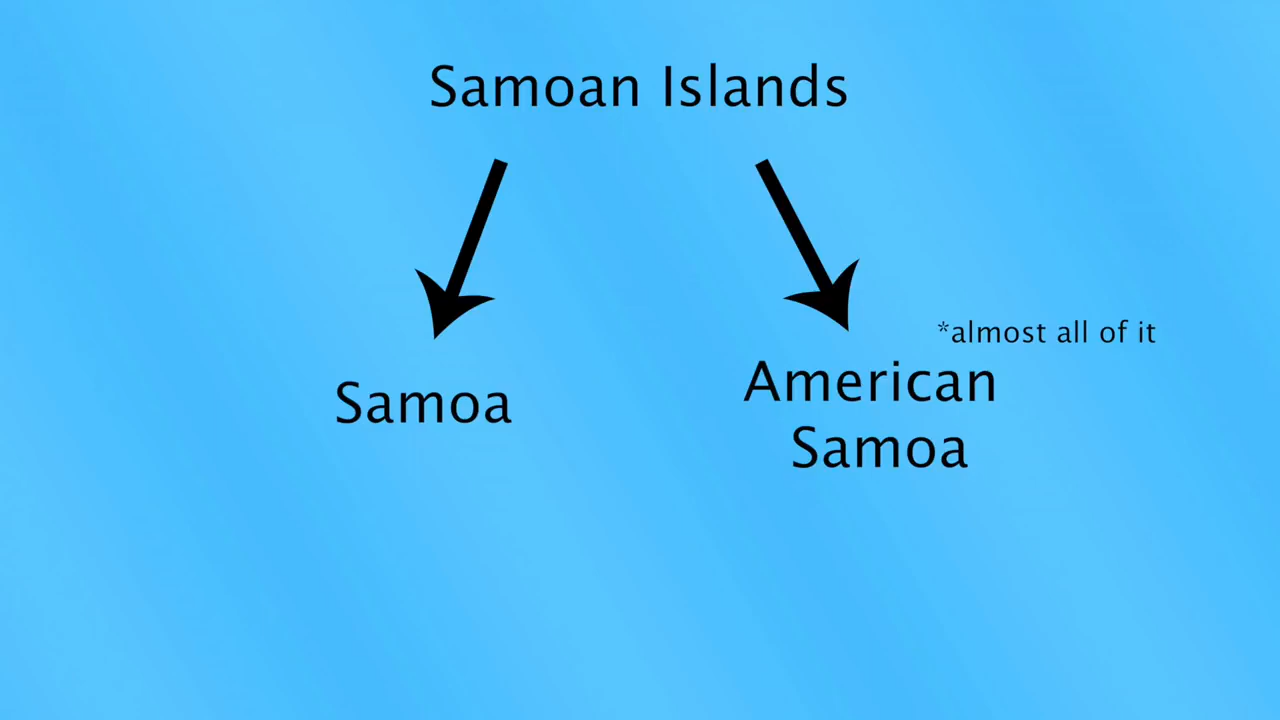 Samoan Islands
*almost all of it
Samoa
American
Samoa